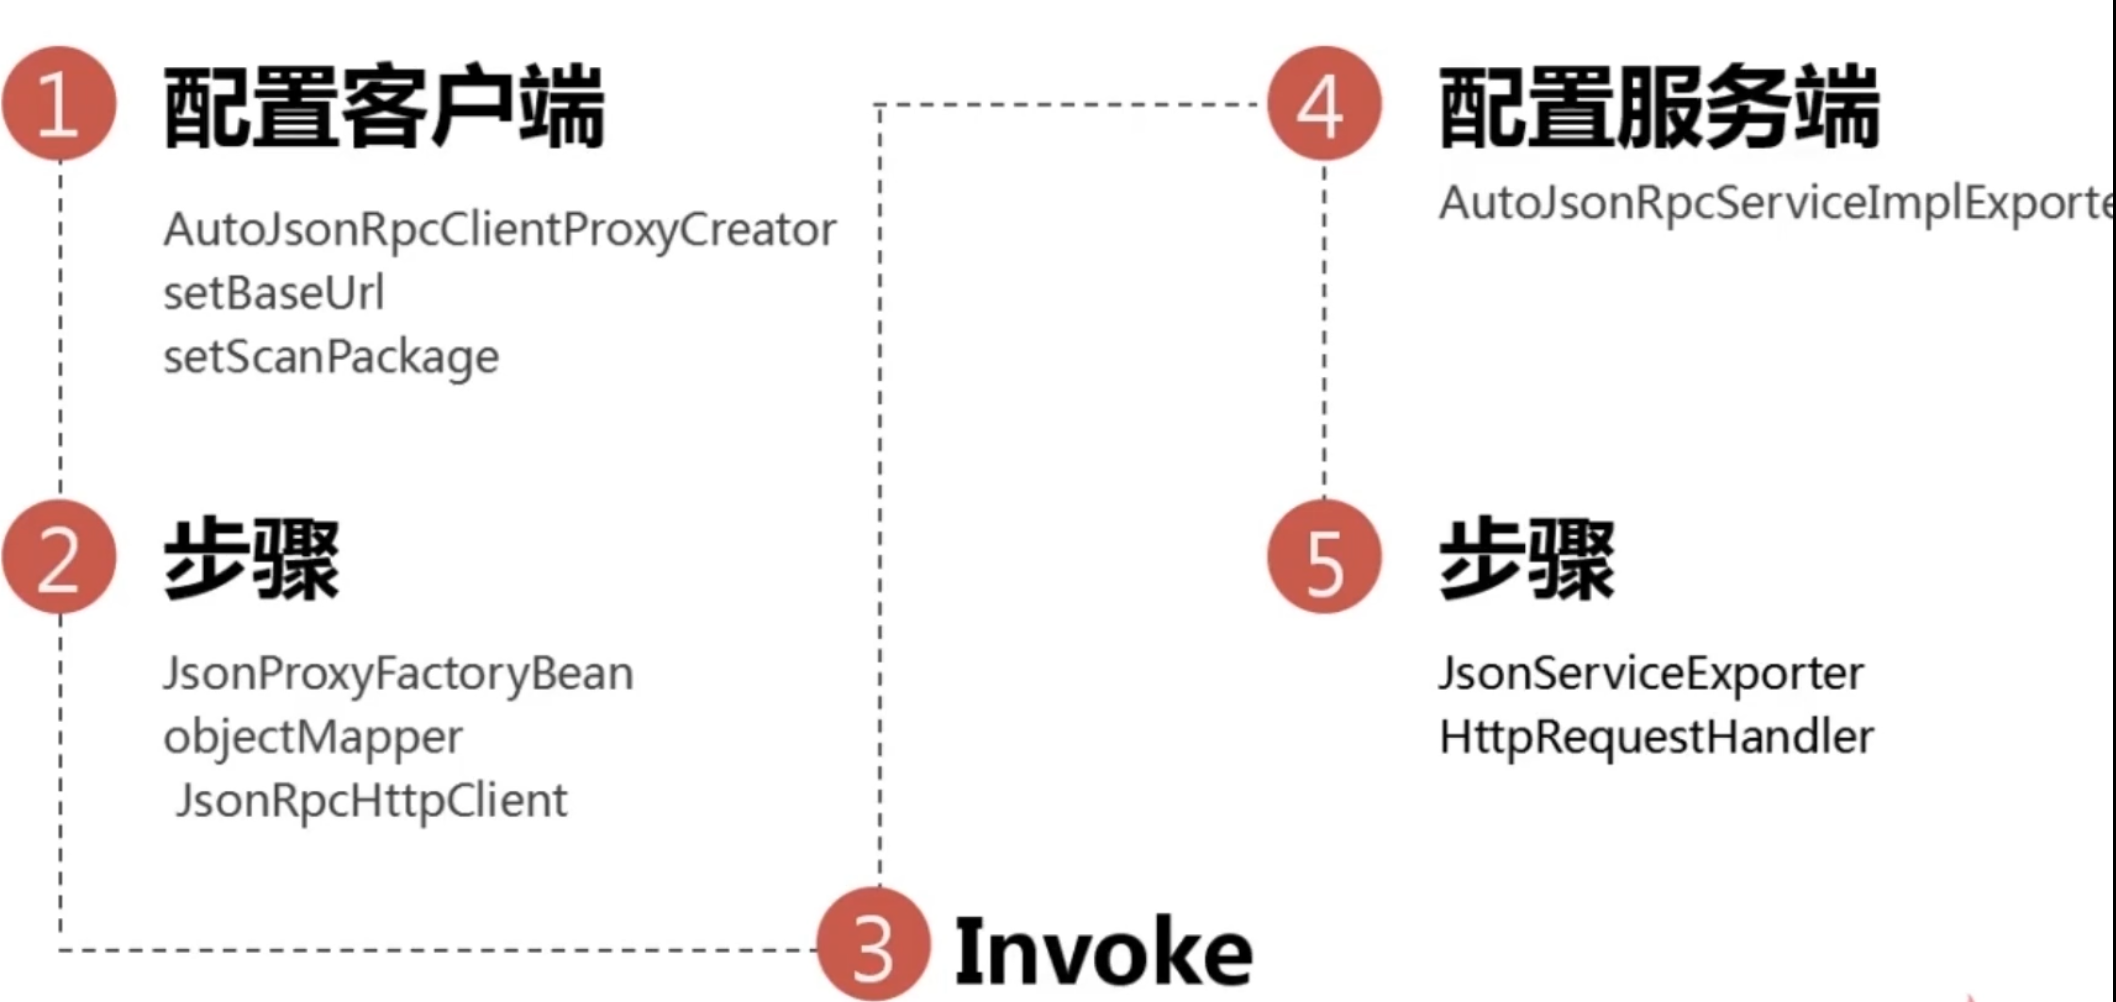 1 配置客户端
AutoJsonRpcClientProxyCreator
setBaseUrl
setScanPackage
2 步骤
JsonProxyFactoryBean
objectMapper
JsonRpcHttpClient
3 Invoke
4 配置服务端
AutoJsonRpcServiceImplExporte
5 步骤
JsonServiceExporter
HttpRequestHandler